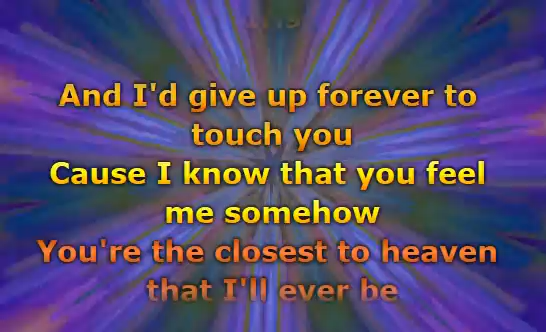 And I'd give up forever to
touch you
Cause I know that you feel
me somehow
You're the closest to heaven
that I'll ever be